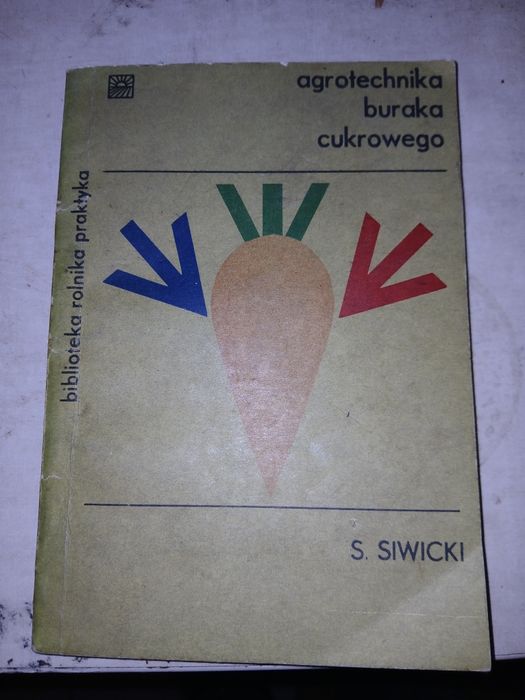 agrotechnika
buraka
cukrowego
biblioteka rolnika praktyka
S. SIWICKI